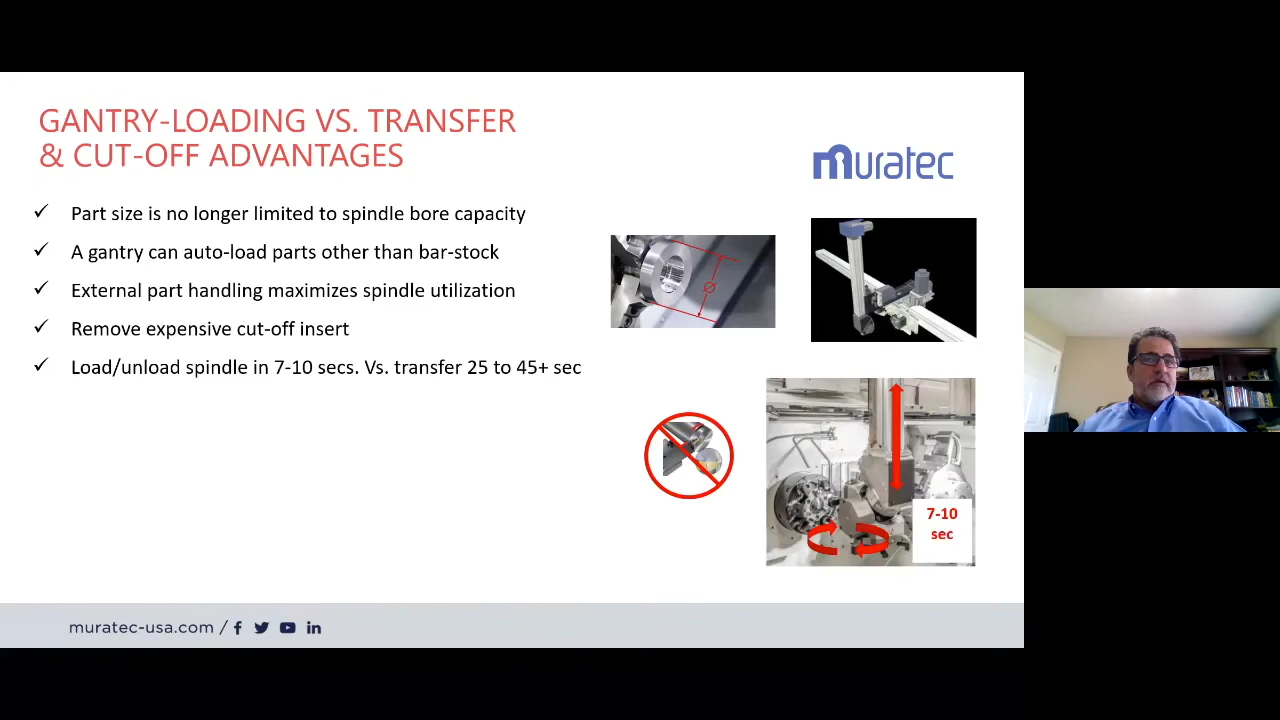 GANTRY-LOADING VS. TRANSFER
& CUT-OFF ADVANTAGES
muratec
✓ Part size is no longer limited to spindle bore capacity
✓ A gantry can auto-load parts other than bar-stock
✓ External part handling maximizes spindle utilization
✓ Remove expensive cut-off insert
✓ Load/unload spindle in 7-10 secs. Vs. transfer 25 to 45+ sec
∅
7-10
sec
muratec-usa.com /